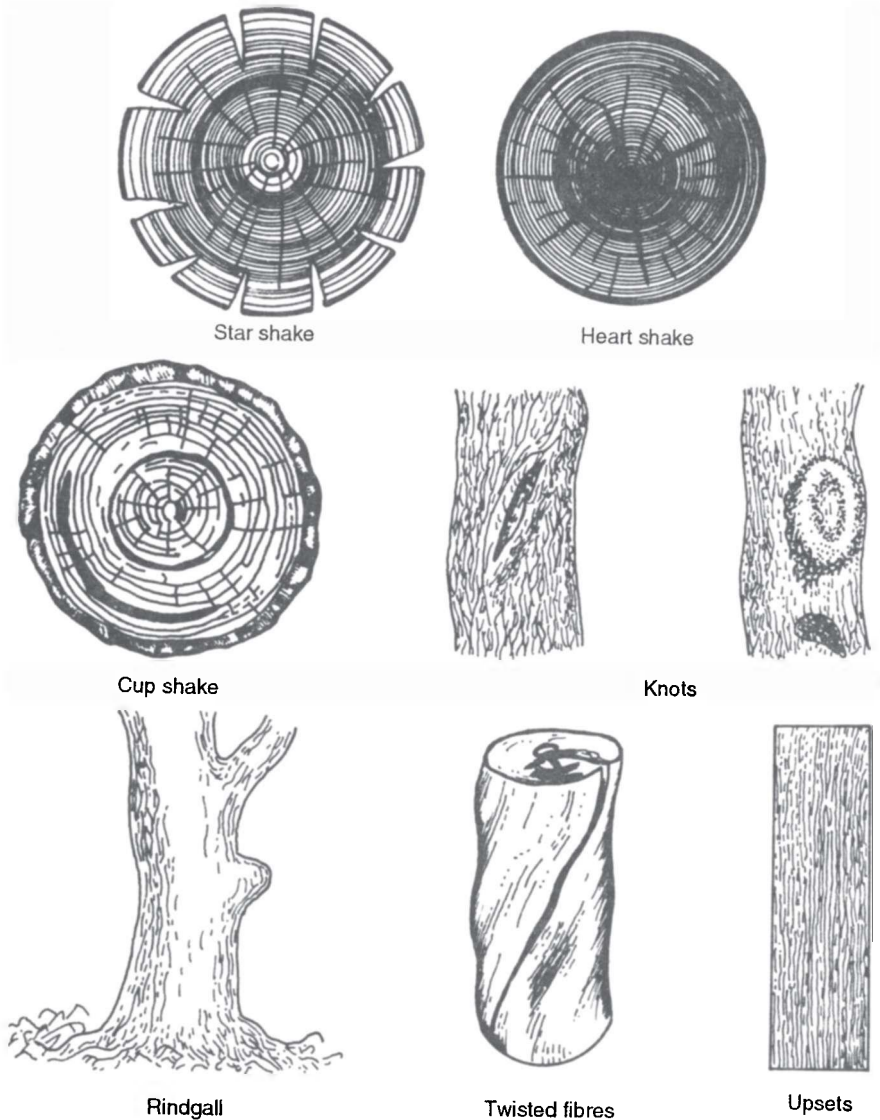 Star shake
Heart shake
Cup shake
Knots
Rindgall
Twisted fibres
Upsets